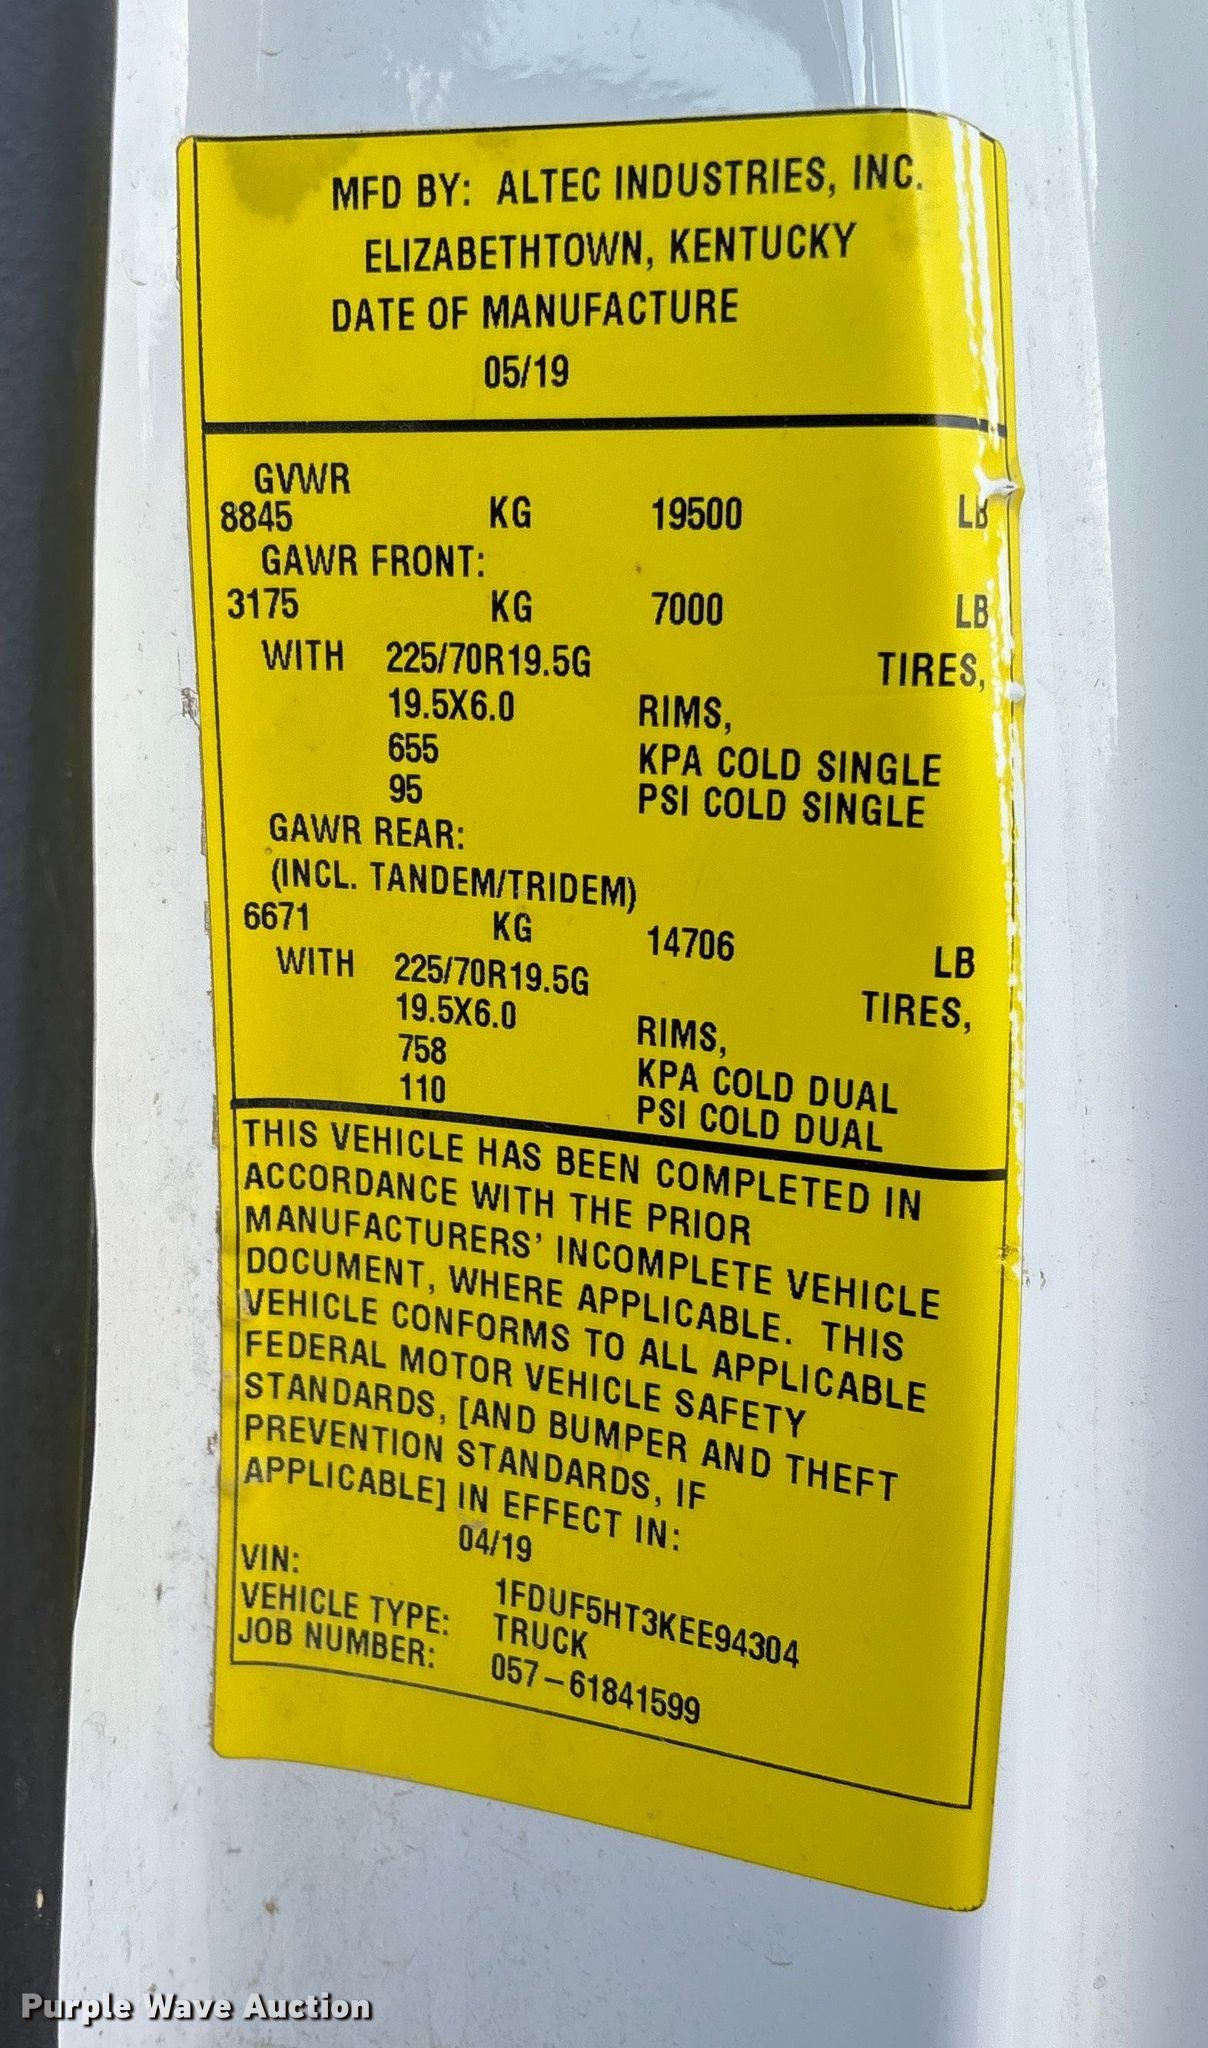 MFD BY: ALTEC INDUSTRIES, INC.
ELIZABETHTOWN, KENTUCKY
DATE OF MANUFACTURE
05/19
GVWR
8845 KG 19500 LB
GAWR FRONT:
3175 KG 7000 LB
WITH 225/70R19.5G TIRES,
19.5X6.0 RIMS,
655 KPA COLD SINGLE
95 PSI COLD SINGLE
GAWR REAR:
(INCL. TANDEM/TRIDEM)
6671 KG 14706 LB
WITH 225/70R19.5G TIRES,
19.5X6.0 RIMS,
758 KPA COLD DUAL
110 PSI COLD DUAL
THIS VEHICLE HAS BEEN COMPLETED IN
ACCORDANCE WITH THE PRIOR
MANUFACTURERS' INCOMPLETE VEHICLE
DOCUMENT, WHERE APPLICABLE. THIS
VEHICLE CONFORMS TO ALL APPLICABLE
FEDERAL MOTOR VEHICLE SAFETY
STANDARDS, [AND BUMPER AND THEFT
PREVENTION STANDARDS, IF
APPLICABLE] IN EFFECT IN:
04/19
VIN: 1FDUF5HT3KEE94304
VEHICLE TYPE: TRUCK
JOB NUMBER: 057-61841599
Purple Wave Auction